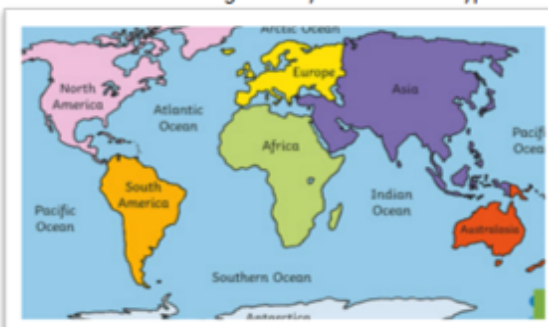 Arctic Ocean
North
America
Europe
Asia
Atlantic
Ocean
Africa
Pacific
Ocean
South
America
Indian
Ocean
Pacific
Ocean
Australasia
Southern Ocean
Antarctica